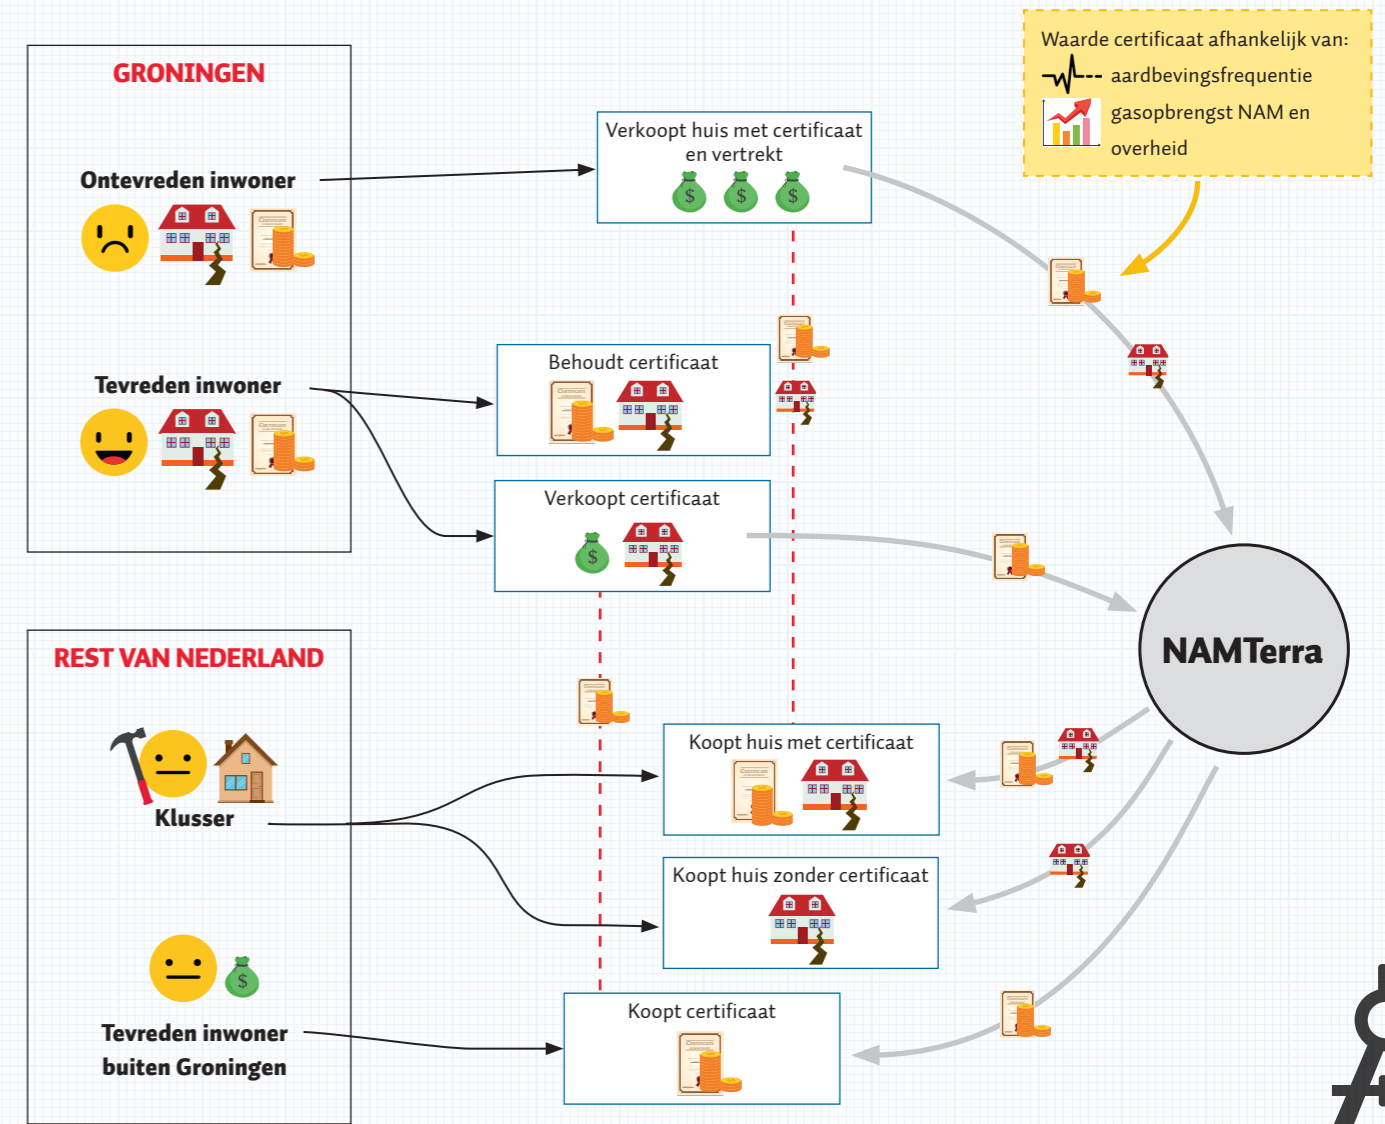 GRONINGEN
Ontevreden inwoner
Tevreden inwoner
Verkoopt huis met certificaat
en vertrekt
Behoudt certificaat
Verkoopt certificaat
Waarde certificaat afhankelijk van:
aardbevingsfrequentie
gasopbrengst NAM en
overheid
NAMTerra
REST VAN NEDERLAND
Klusser
Tevreden inwoner
buiten Groningen
Koopt huis met certificaat
Koopt huis zonder certificaat
Koopt certificaat